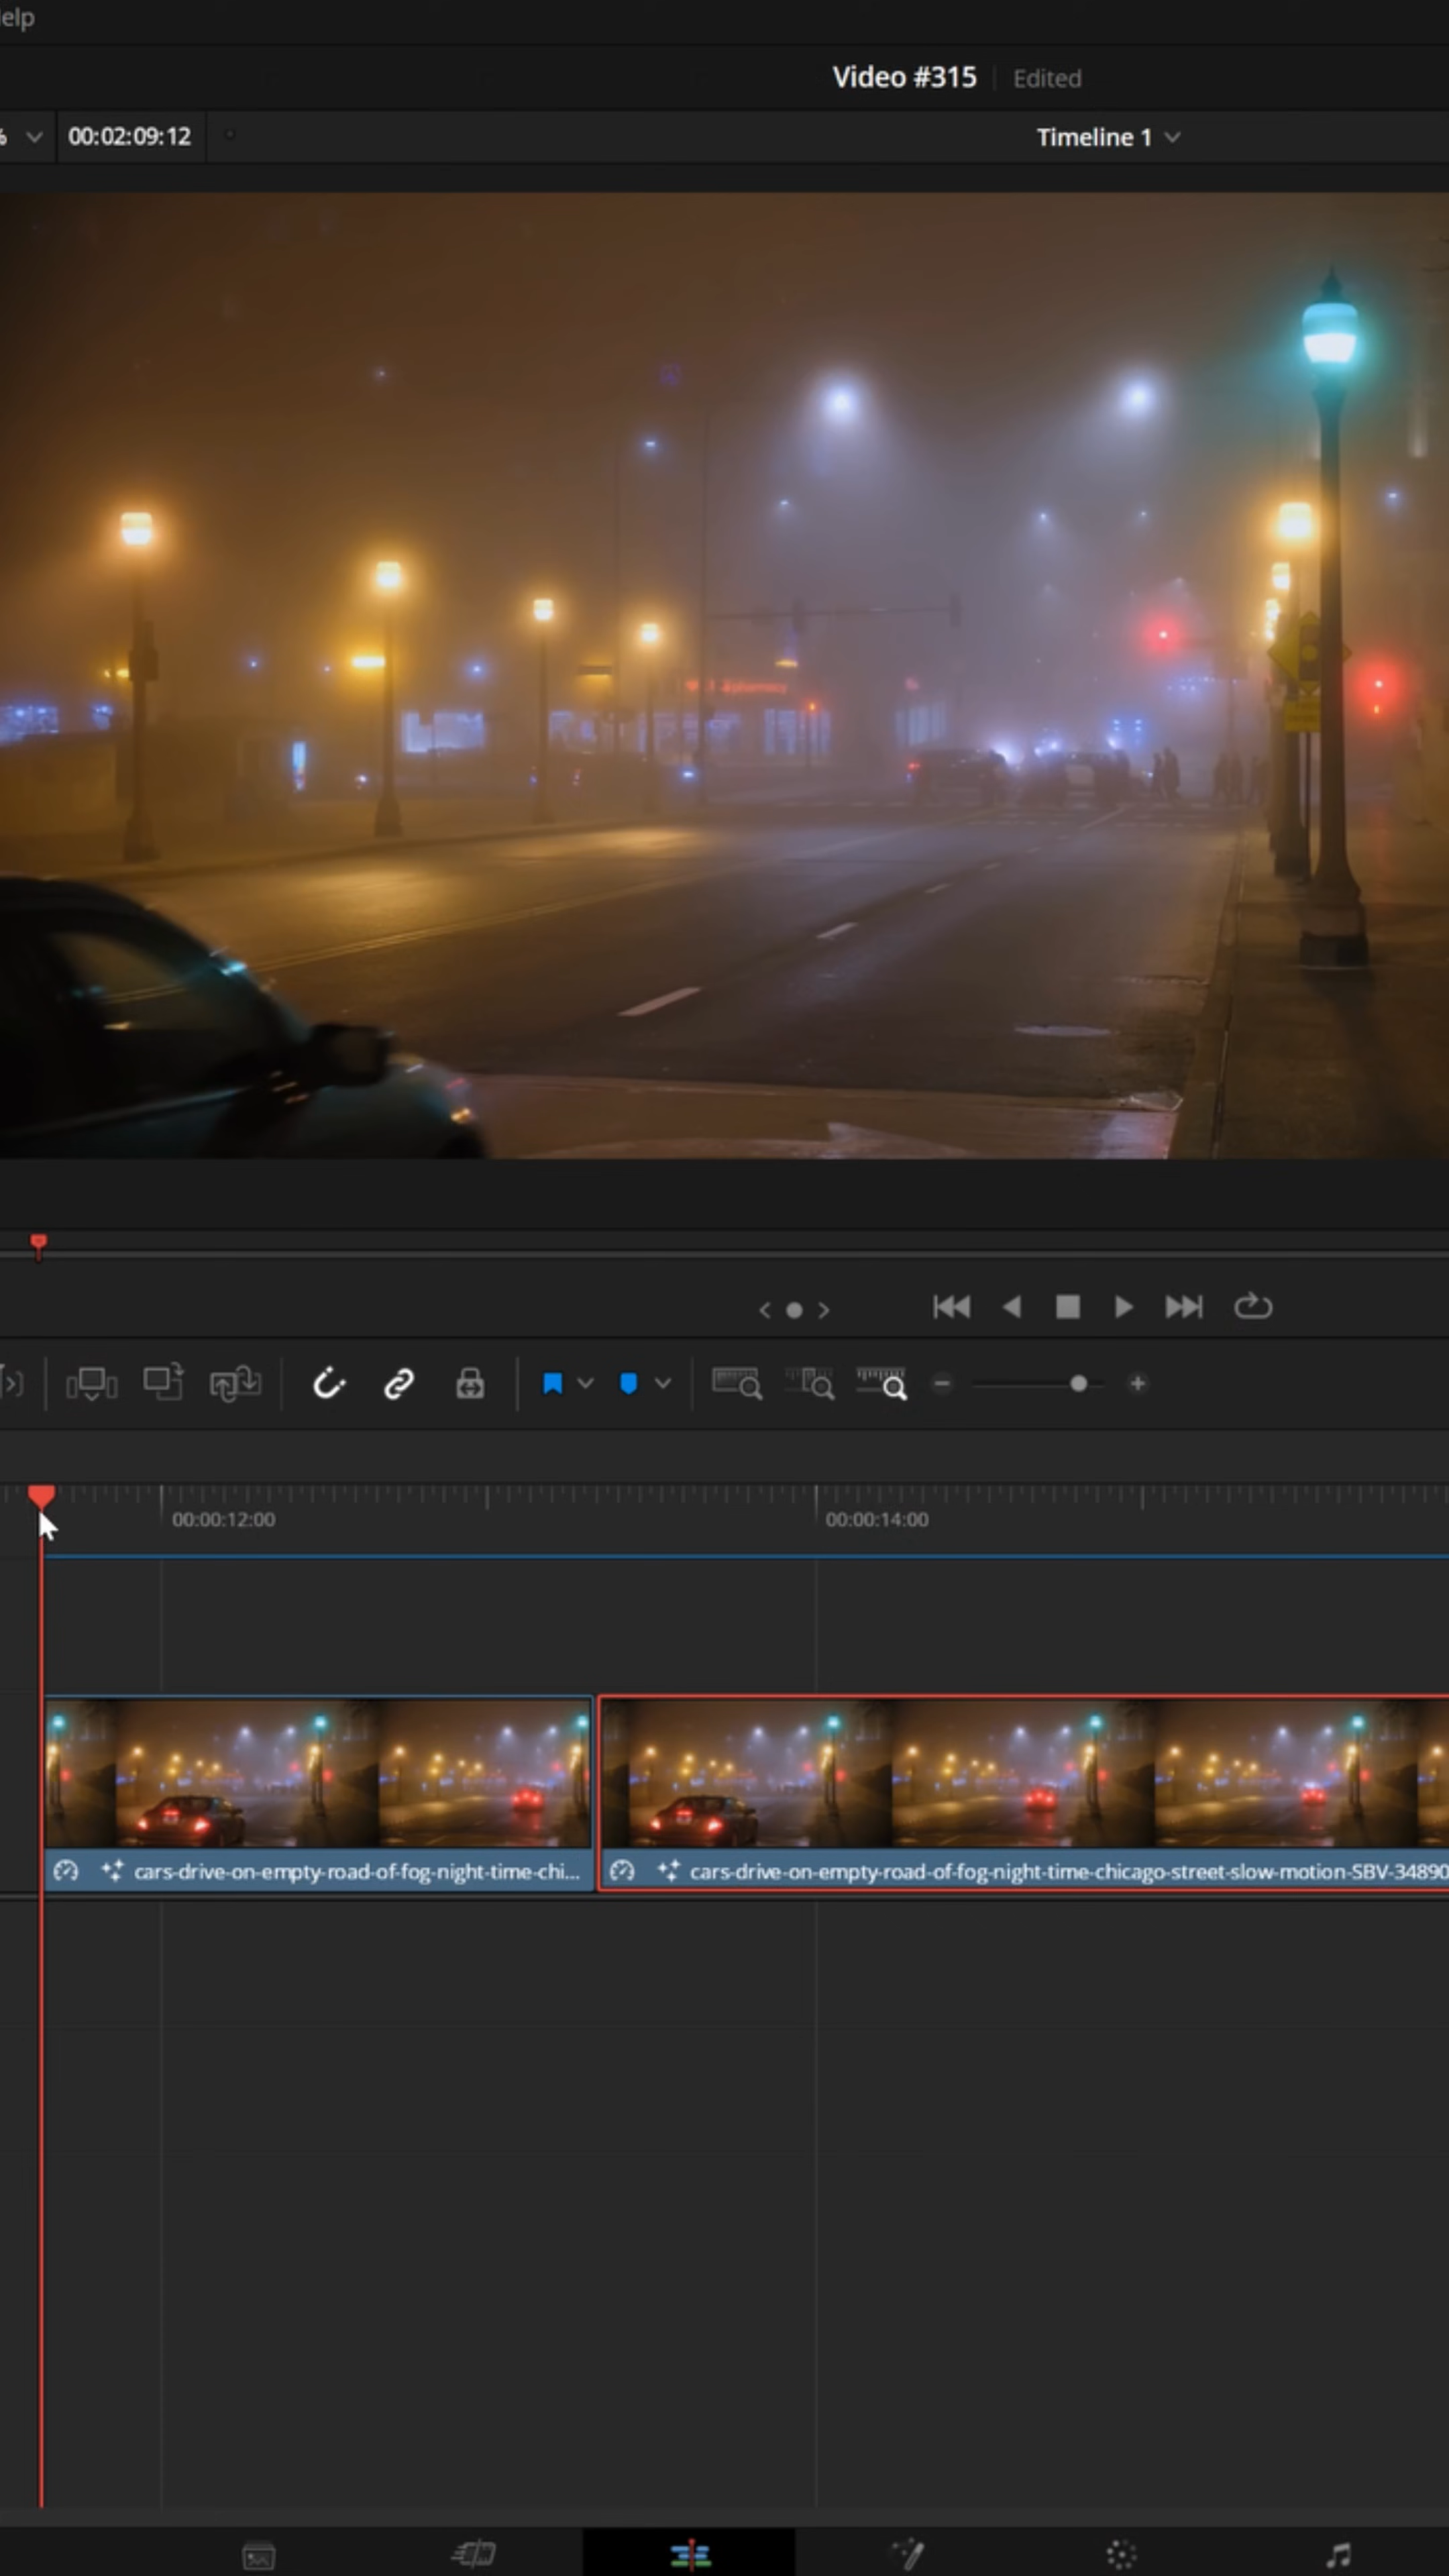 elp
Video #315 Edited
% 00:02:09:12 Timeline 1
pharmacy
00:00:12:00 00:00:14:00
cars-drive-on-empty-road-of-fog-night-time-chi... cars-drive-on-empty-road-of-fog-night-time-chicago-street-slow-motion-SBV-34890